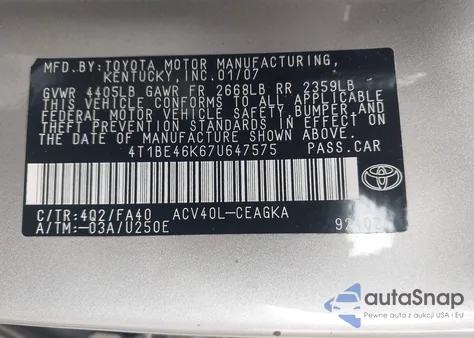 MFD.BY:TOYOTA MOTOR MANUFACTURING,
KENTUCKY, INC.01/07
GVWR 4405LB GAWR FR 2668LB RR 2359LB
THIS VEHICLE CONFORMS TO ALL APPLICABLE
FEDERAL MOTOR VEHICLE SAFETY, BUMPER AND
THEFT PREVENTION STANDARDS IN EFFECT ON
THE DATE OF MANUFACTURE SHOWN ABOVE.
4T1BE46K67U647575 PASS.CAR
TOYOTA
C/TR:4Q2/FA40 ACV40L-CEAGKA
A/TM:-03A/U250E
autoSnap
Pewne auta z aukcji USA i EU